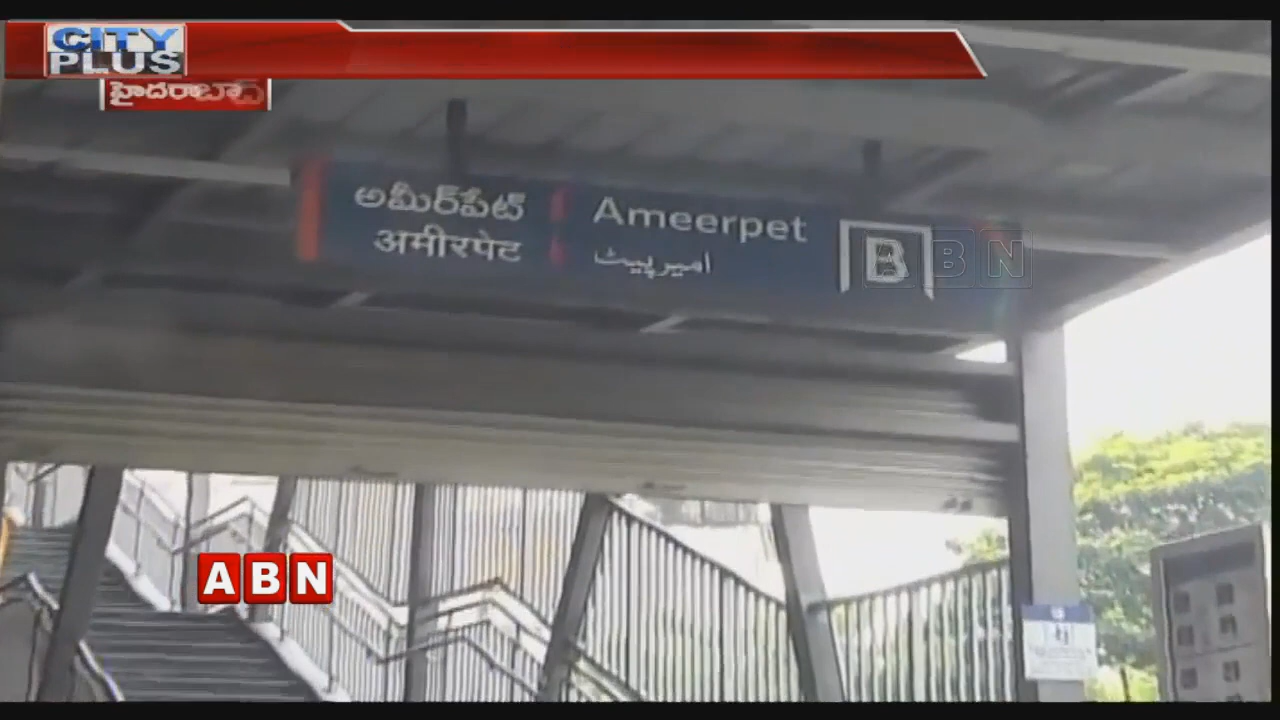 CITY
PLUS
హైదరాబాద్
అమీర్‌పేట్ Ameerpet
अमीरपेट امیرپیٹ
B
ABN
ABN